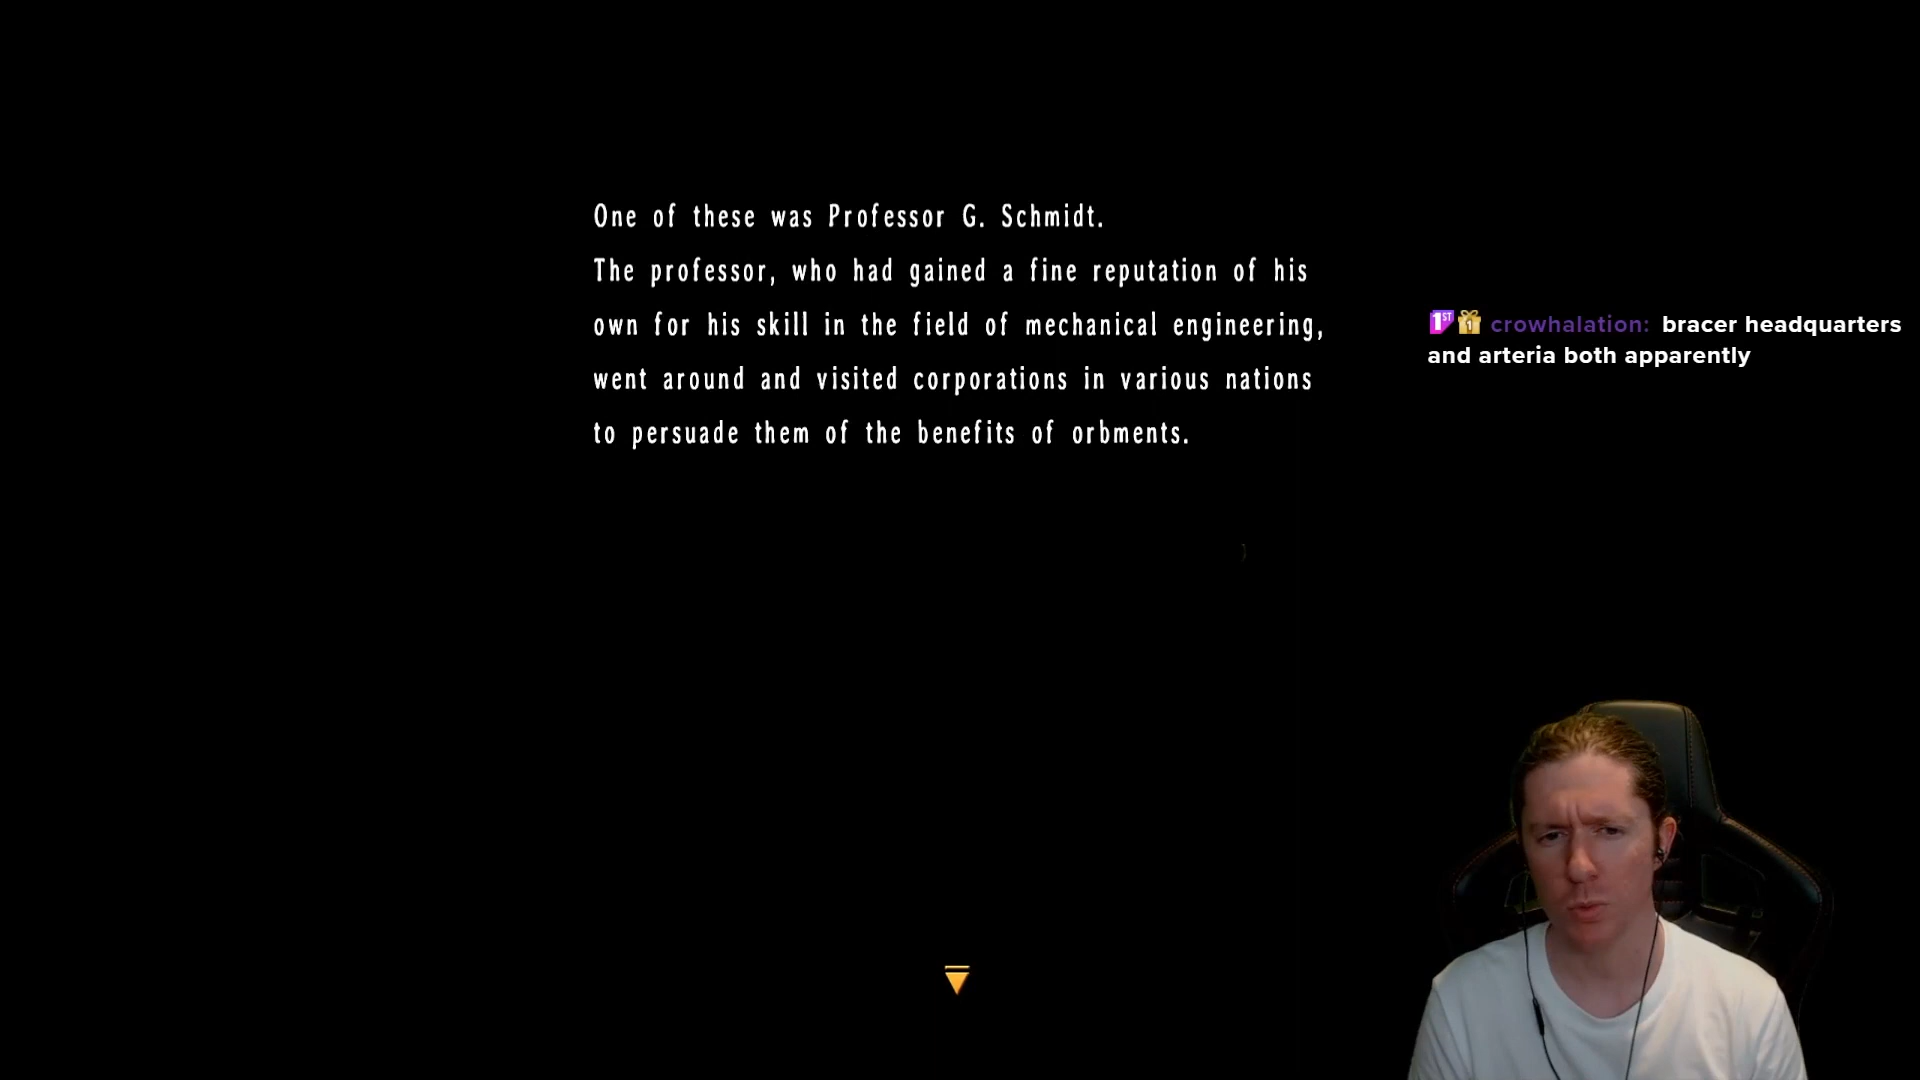 One of these was Professor G. Schmidt.
The professor, who had gained a fine reputation of his
own for his skill in the field of mechanical engineering,
went around and visited corporations in various nations
to persuade them of the benefits of orbments.
1ST 1 crowhalation: bracer headquarters
and arteria both apparently